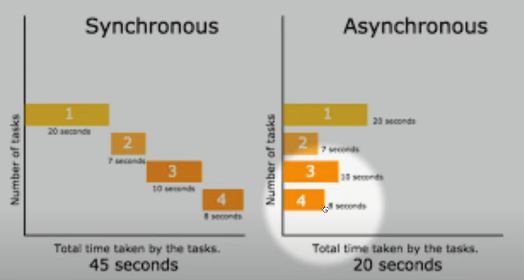 Synchronous
Number of tasks
1
20 seconds
2
7 seconds
3
10 seconds
4
8 seconds
Total time taken by the tasks.
45 seconds
Asynchronous
Number of tasks
1
20 seconds
2
7 seconds
3
10 seconds
4
8 seconds
Total time taken by the tasks.
20 seconds